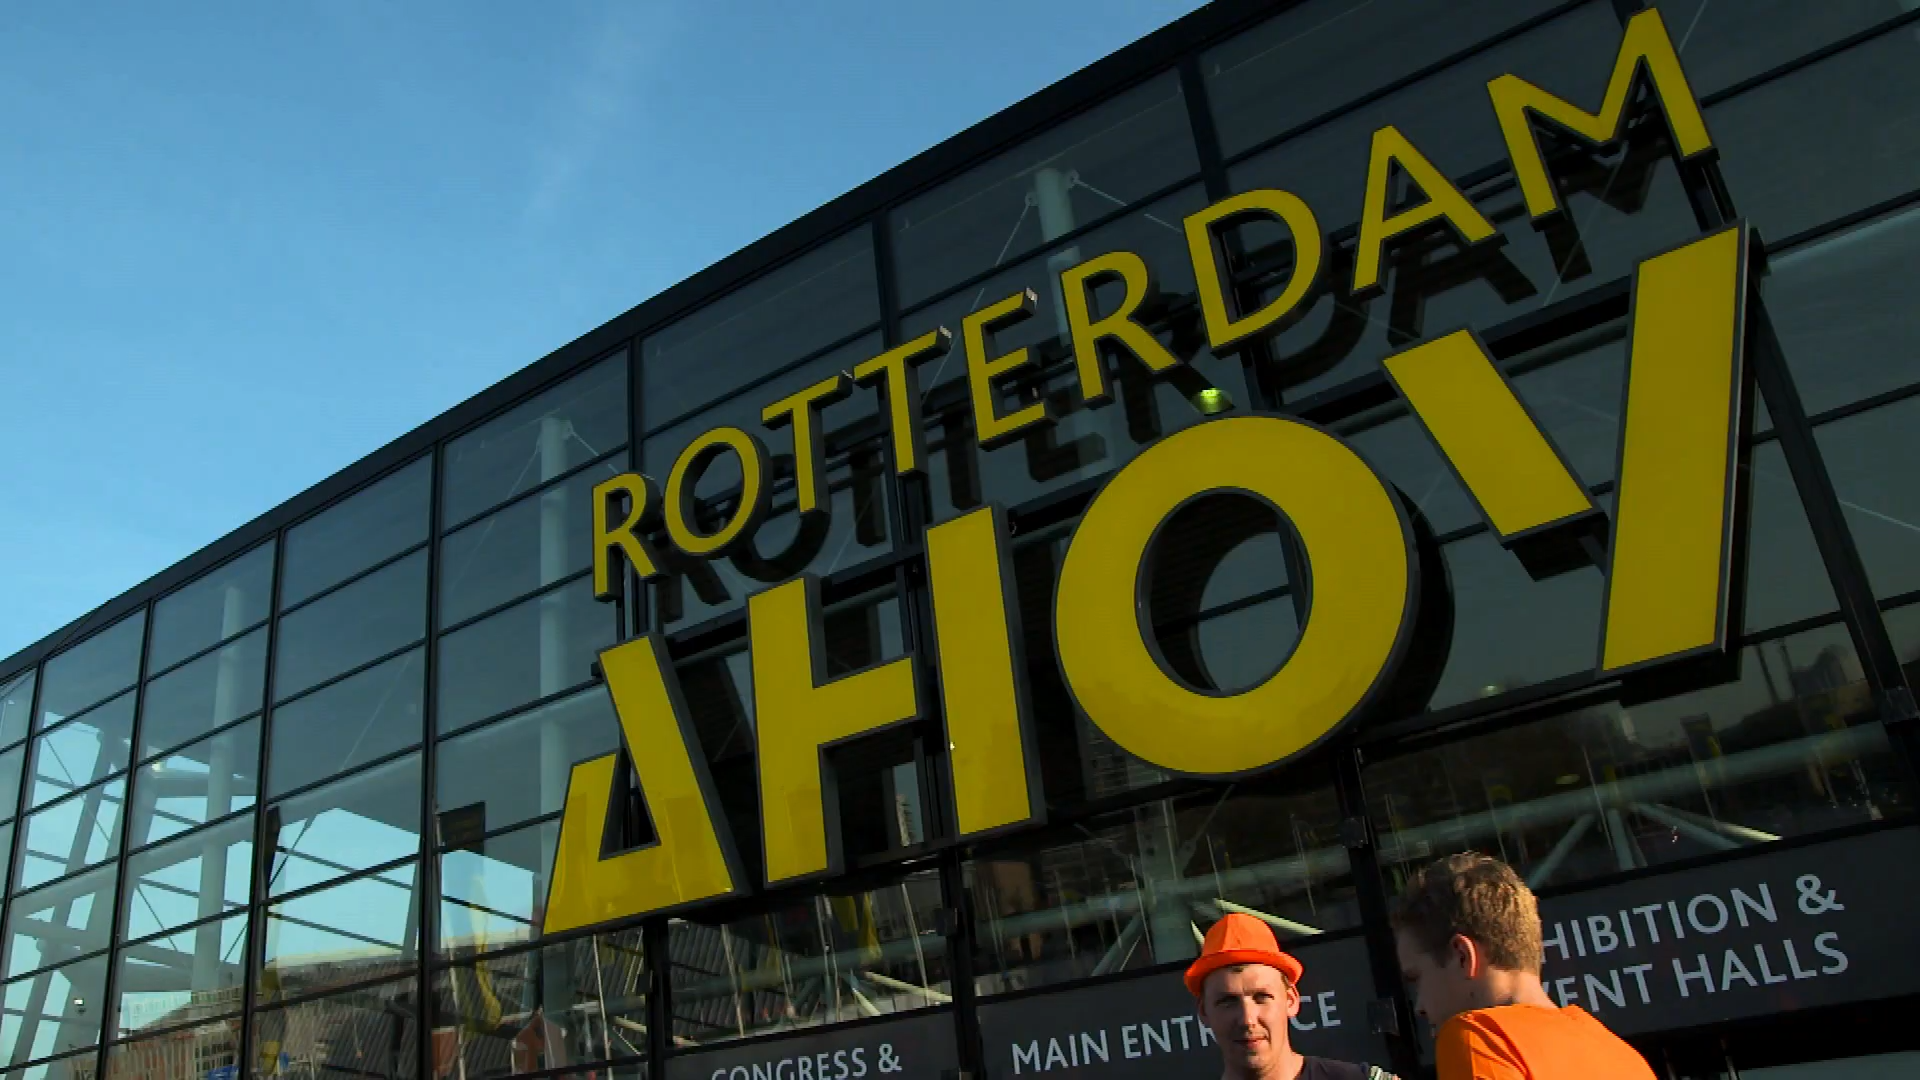 ROTTERDAM
AHOY
CONGRESS &
MAIN ENTR CE
HIBITION &
VENT HALLS